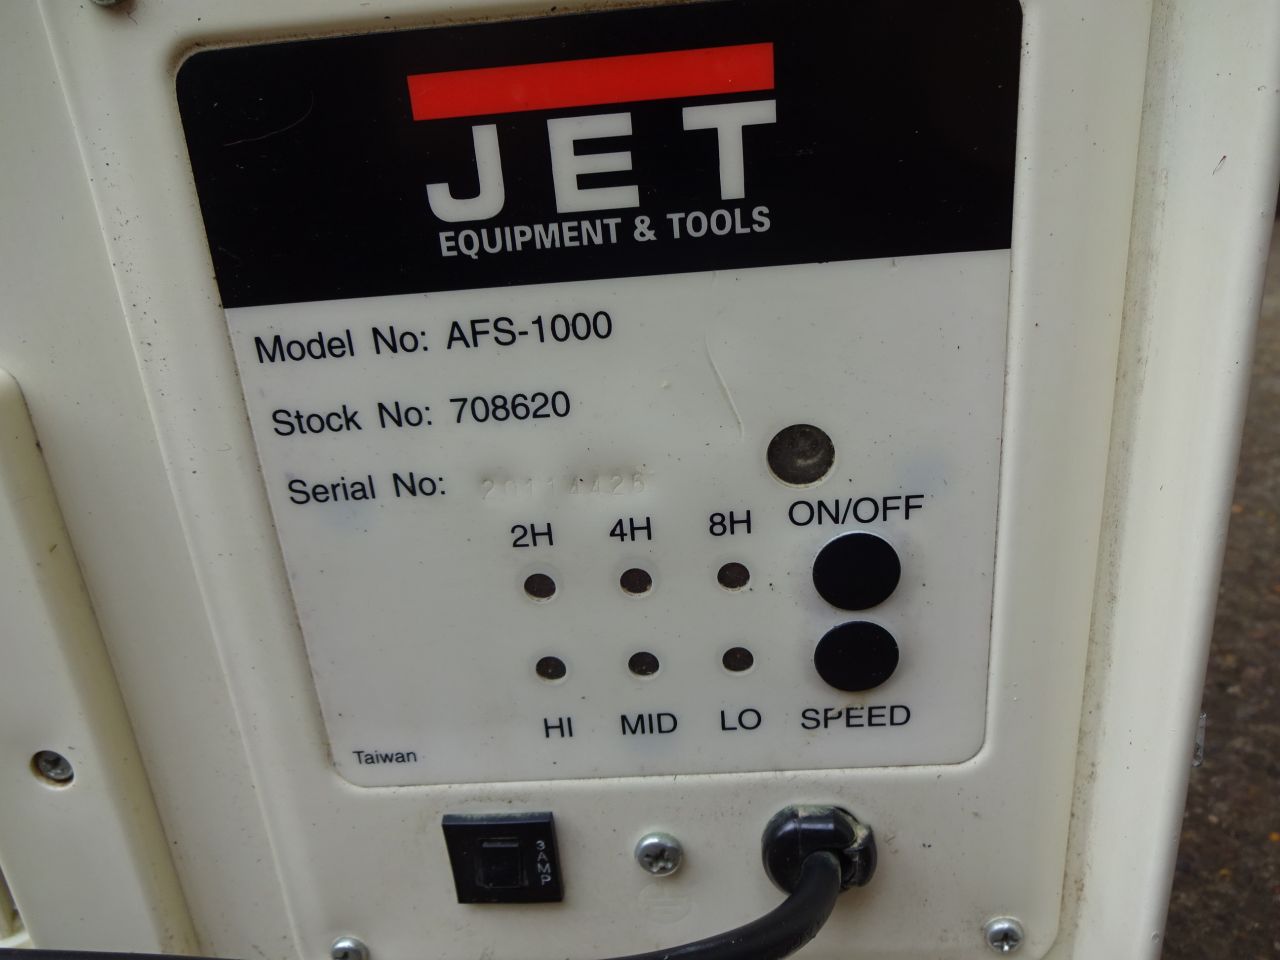 JET
EQUIPMENT & TOOLS
Model No: AFS-1000
Stock No: 708620
Serial No: 20114426
2H 4H 8H ON/OFF
HI MID LO SPEED
Taiwan
3 AMP